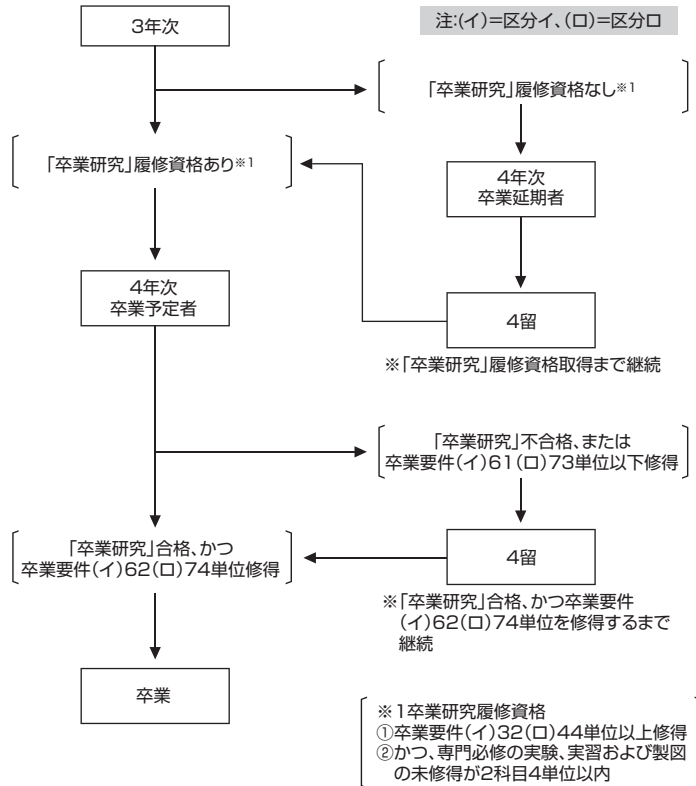 3年次
注:(イ)=区分イ、(ロ)=区分ロ
「卒業研究」履修資格なし※1
「卒業研究」履修資格あり※1
4年次
卒業延期者
4年次
卒業予定者
4留
※「卒業研究」履修資格取得まで継続
「卒業研究」不合格、または
卒業要件(イ)61(ロ)73単位以下修得
「卒業研究」合格、かつ
卒業要件(イ)62(ロ)74単位修得
4留
※「卒業研究」合格、かつ卒業要件
(イ)62(ロ)74単位を修得するまで
継続
卒業
※1卒業研究履修資格
①卒業要件(イ)32(ロ)44単位以上修得
②かつ、専門必修の実験、実習および製図
の未修得が2科目4単位以内